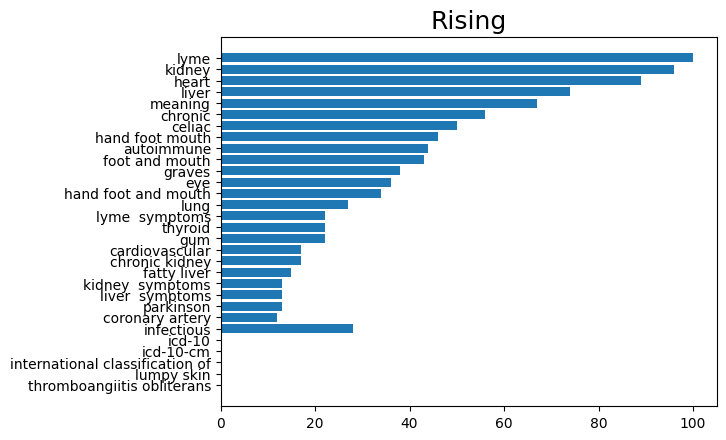 Rising
lyme
kidney
heart
liver
meaning
chronic
celiac
hand foot mouth
autoimmune
foot and mouth
graves
eye
hand foot and mouth
lung
lyme  symptoms
thyroid
gum
cardiovascular
chronic kidney
fatty liver
kidney  symptoms
liver  symptoms
parkinson
coronary artery
infectious
icd-10
icd-10-cm
international classification of
lumpy skin
thromboangiitis obliterans
0 20 40 60 80 100